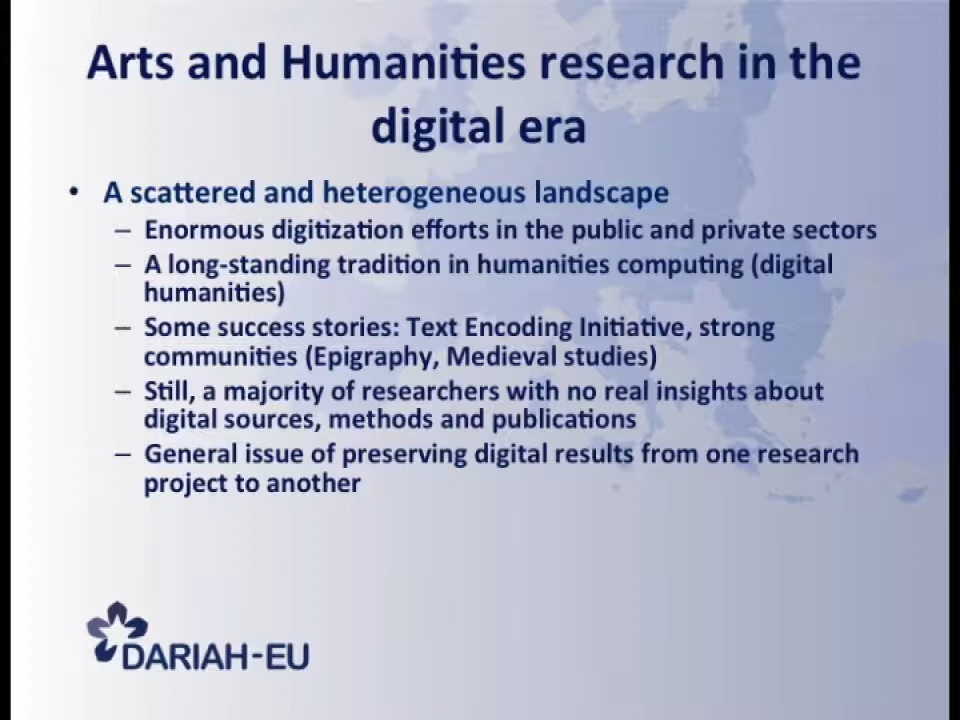 Arts and Humanities research in the
digital era
• A scattered and heterogeneous landscape
– Enormous digitization efforts in the public and private sectors
– A long-standing tradition in humanities computing (digital
humanities)
– Some success stories: Text Encoding Initiative, strong
communities (Epigraphy, Medieval studies)
– Still, a majority of researchers with no real insights about
digital sources, methods and publications
– General issue of preserving digital results from one research
project to another
DARIAH-EU